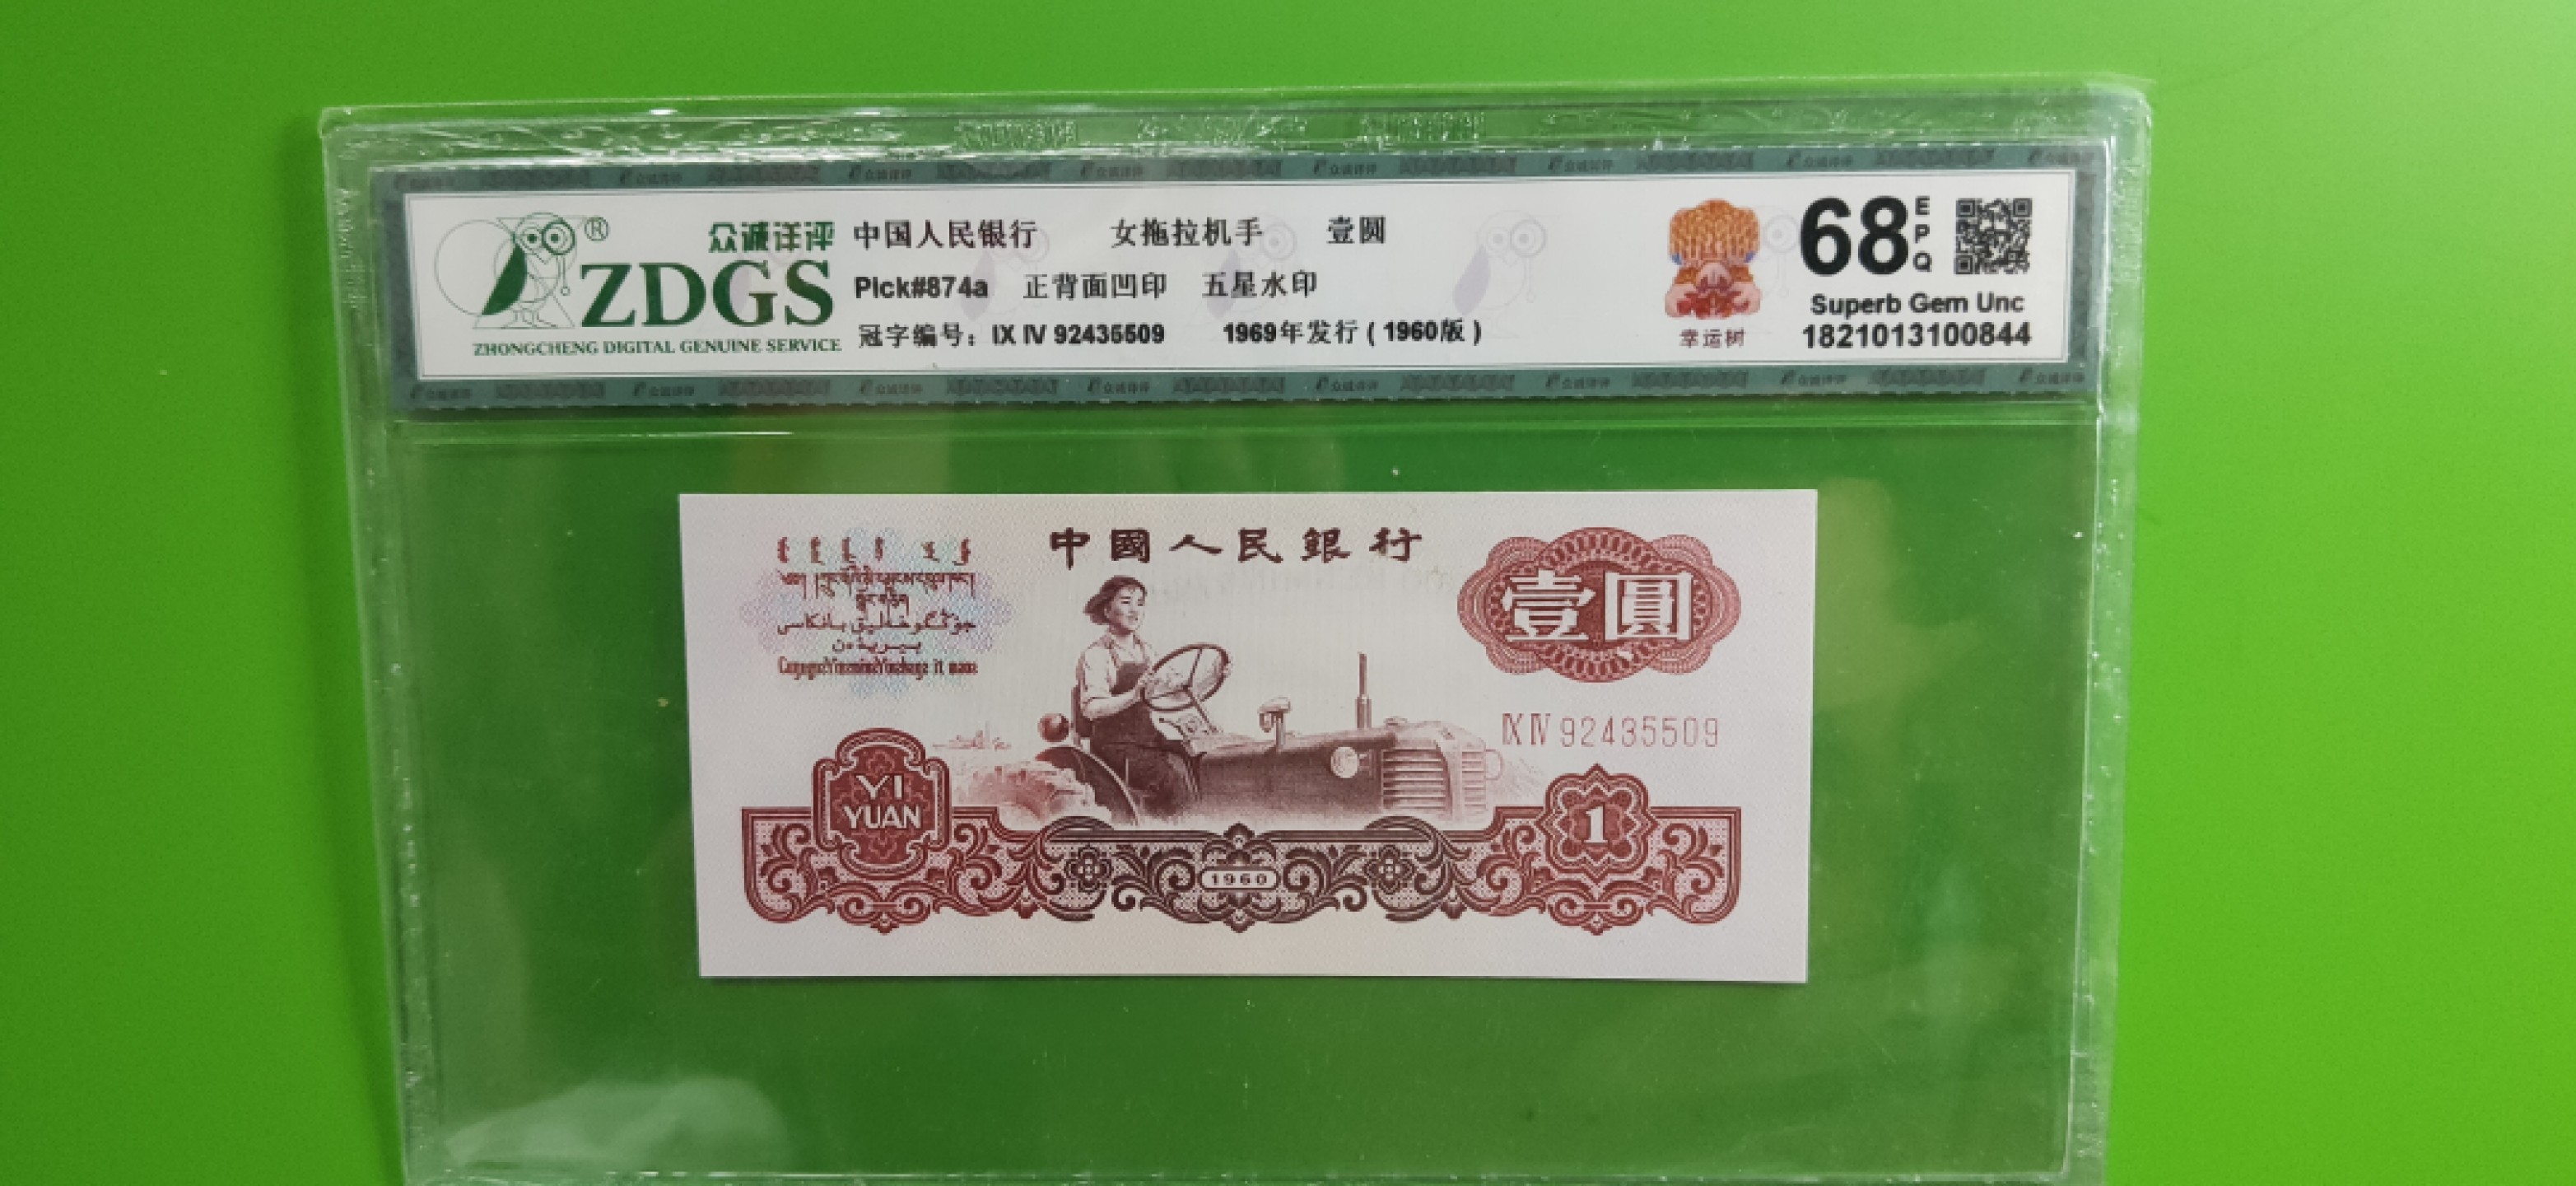 众诚评评 ®
ZDGS
ZHONGCHENG DIGITAL GENUINE SERVICE
中国人民银行 女拖拉机手 壹圆
Pick#874a 正背面凹印 五星水印
冠字编号: IX IV 92435509 1969年发行 ( 1960版 )
幸运树
68 EPQ
Superb Gem Unc
1821013100844
中國人民銀行
壹圓
IX IV 92435509
YI
YUAN
1
1960